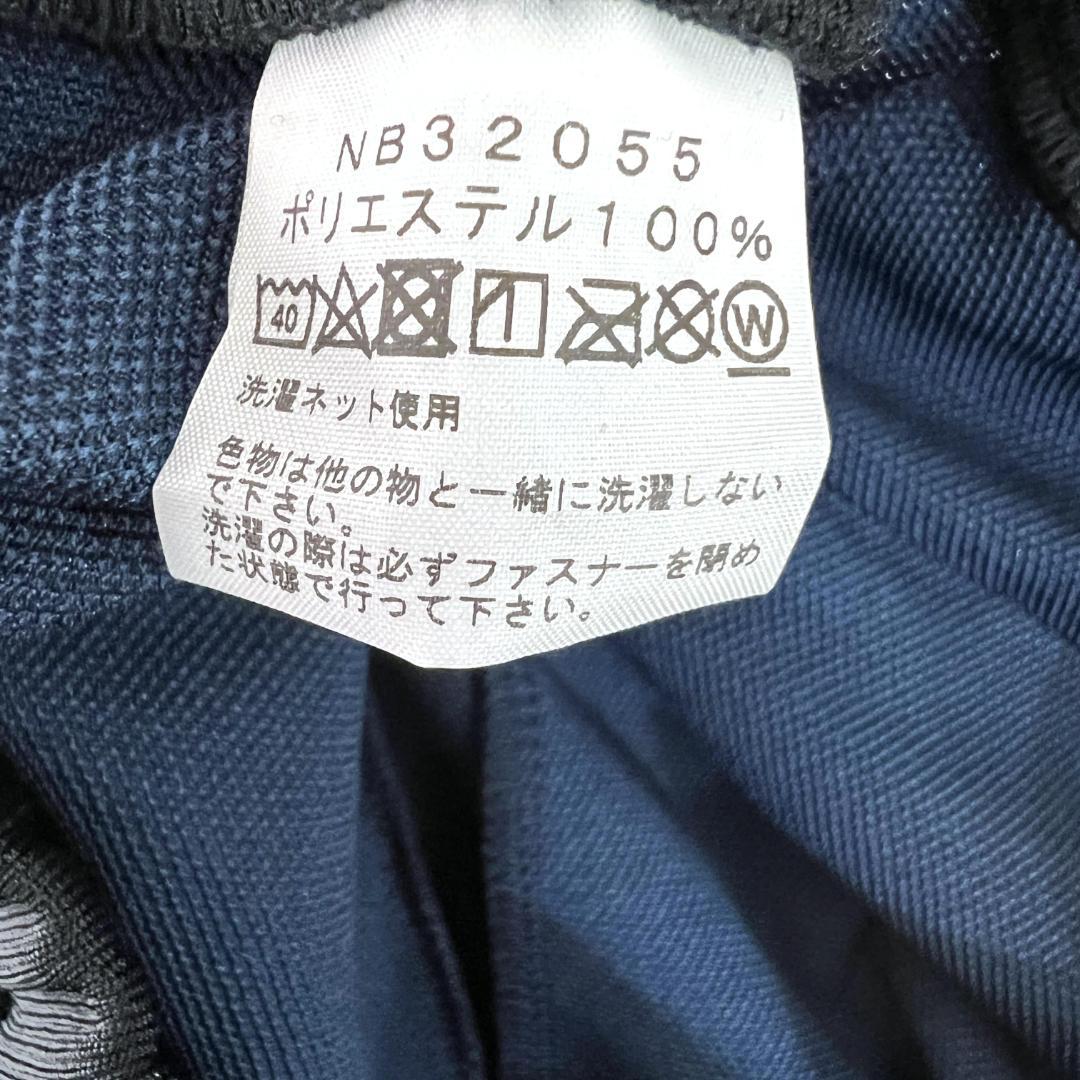 NB32055
ポリエステル100%
40 W
洗濯ネット使用
色物は他の物と一緒に洗濯しない
で下さい。
洗濯の際は必ずファスナーを閉め
た状態で行って下さい。